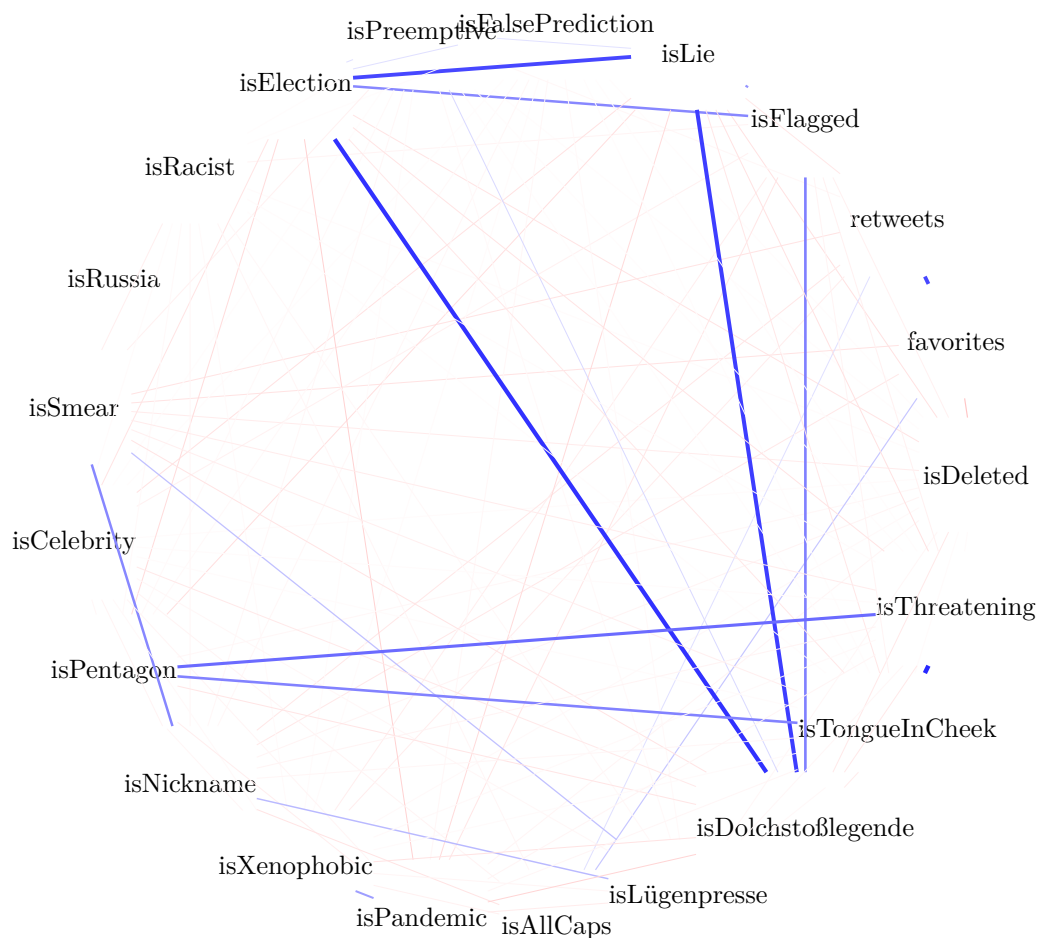 isFalsePrediction
isPreemptive
isLie
isElection
isFlagged
isRacist
retweets
isRussia
favorites
isSmear
isDeleted
isCelebrity
isThreatening
isPentagon
isTongueInCheek
isNickname
isDolchstoßlegende
isXenophobic
isLügenpresse
isPandemic
isAllCaps